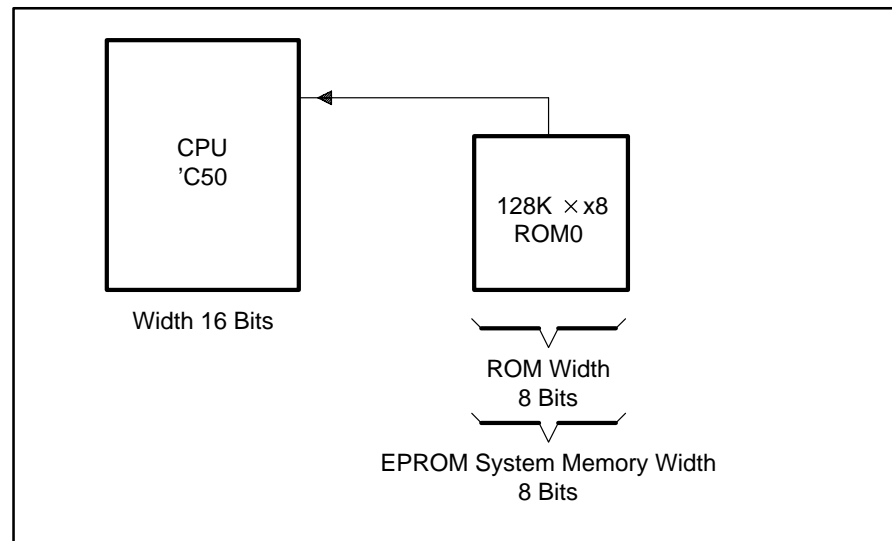 CPU
’C50
128K × x8
ROM0
Width 16 Bits
ROM Width
8 Bits
EPROM System Memory Width
8 Bits